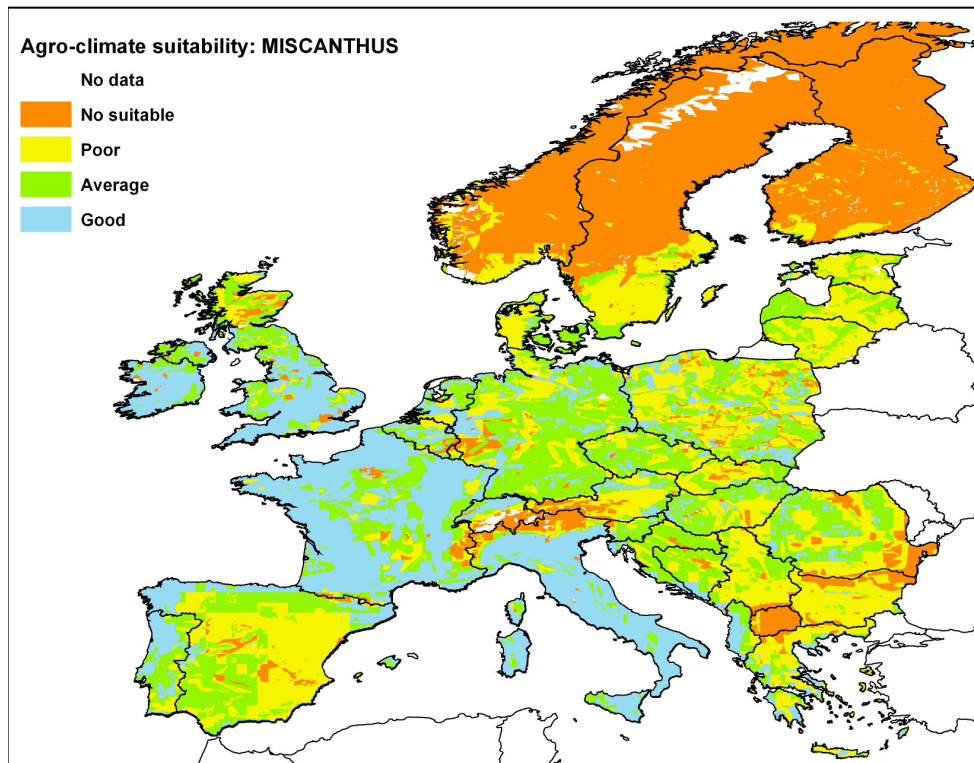 Agro-climate suitability: MISCANTHUS
No data
No suitable
Poor
Average
Good